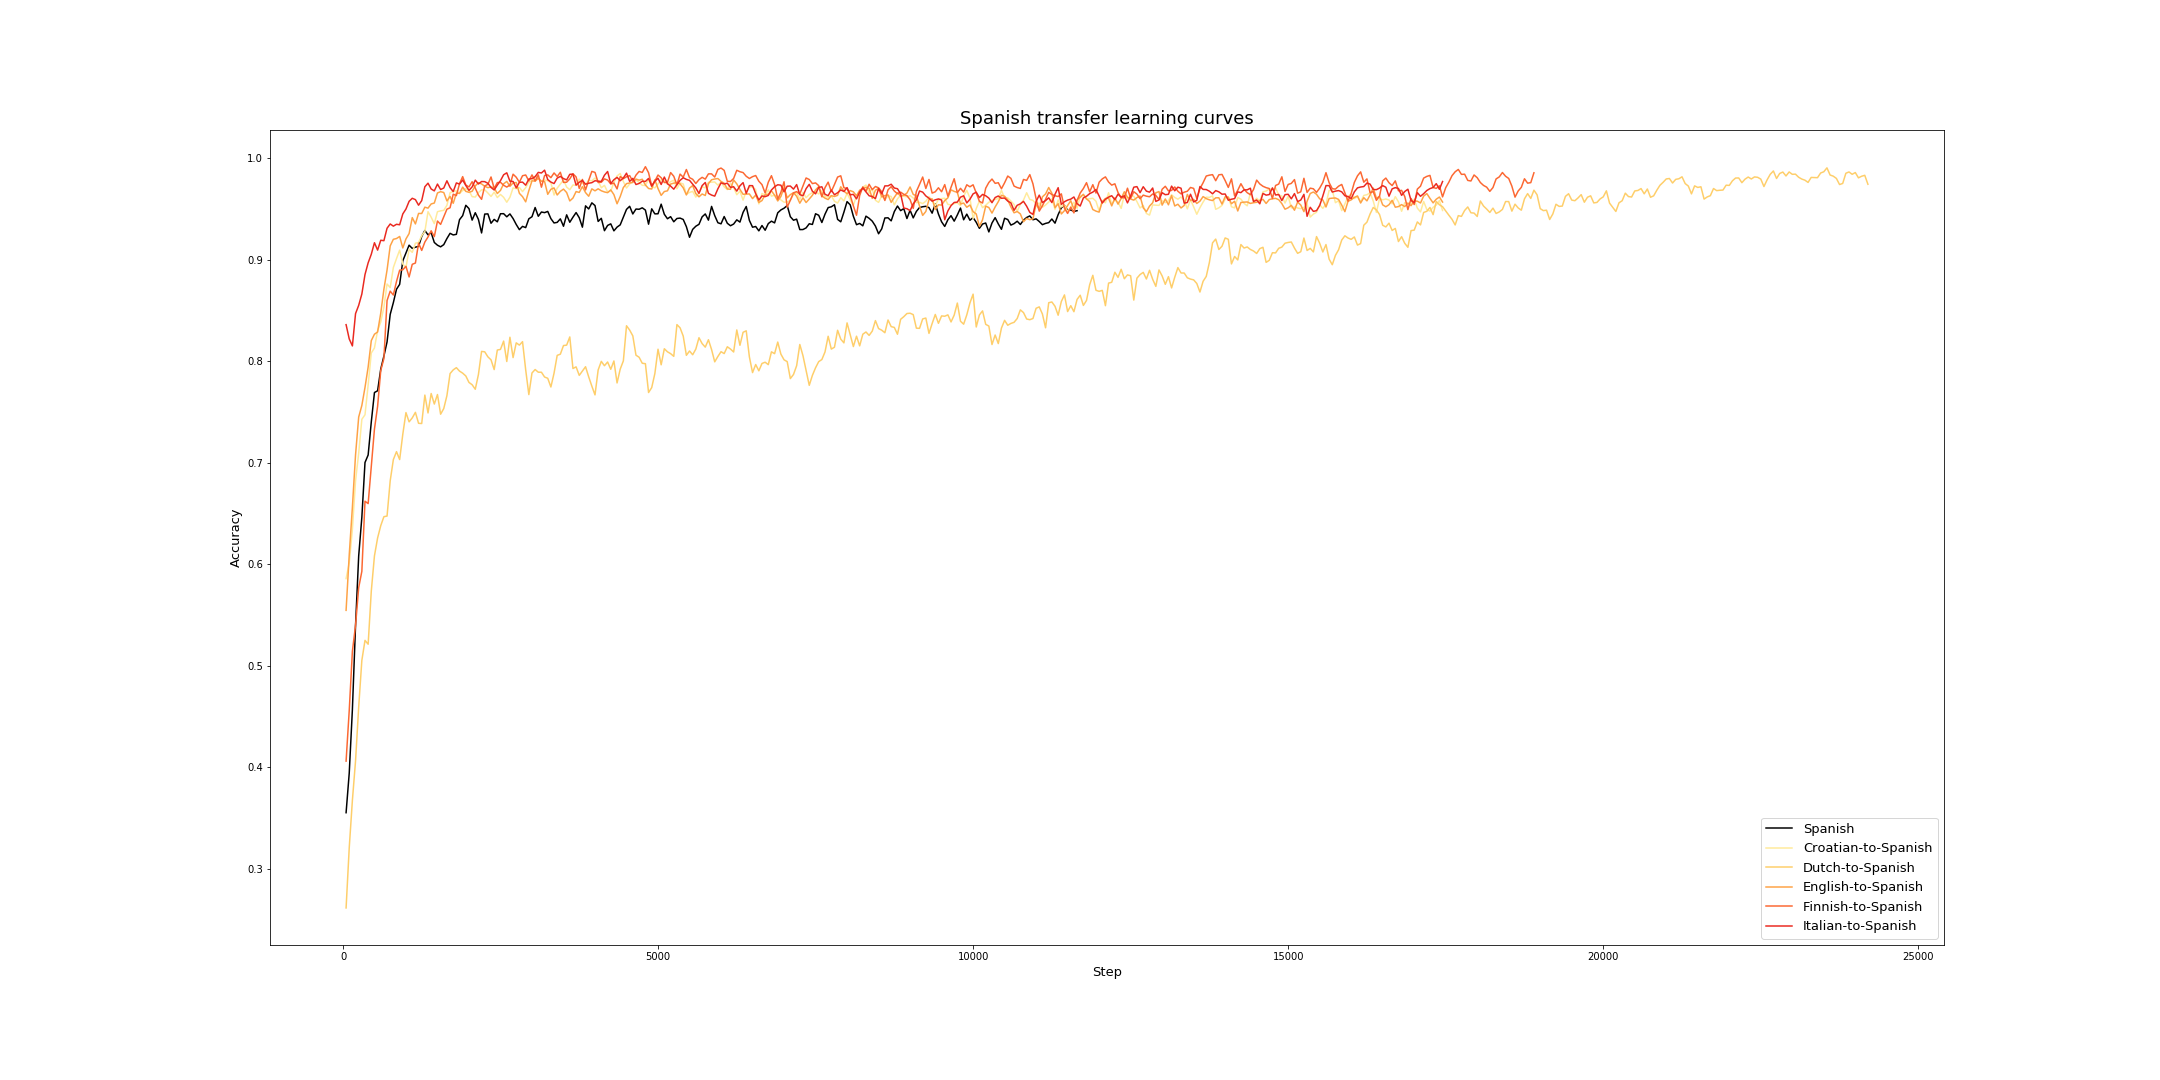 Spanish transfer learning curves
1.0
0.9
0.8
0.7
0.6
0.5
0.4
0.3
Accuracy
0
5000
10000
15000
20000
25000
Step
Spanish
Croatian-to-Spanish
Dutch-to-Spanish
English-to-Spanish
Finnish-to-Spanish
Italian-to-Spanish